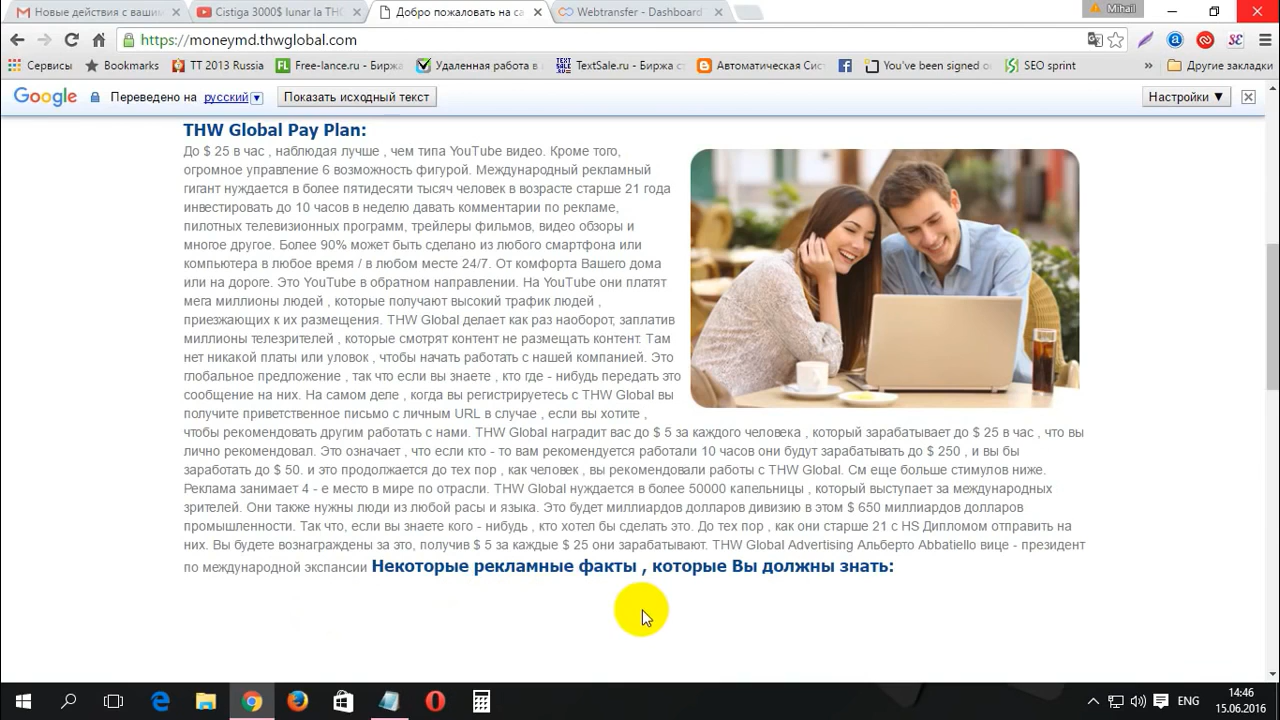 Новые действия с вашим
Cistiga 3000$ lunar la THC
Добро пожаловать на са
Webtransfer - Dashboard
Mihail
https://moneymd.thwglobal.com
Сервисы
Bookmarks
TT 2013 Russia
Free-lance.ru - Биржа
Удаленная работа в
TextSale.ru - Биржа с
Автоматическая Сис
You've been signed o
SEO sprint
Другие закладки
Google
Переведено на
русский
Показать исходный текст
Настройки ▼
THW Global Pay Plan:
До $ 25 в час , наблюдая лучше , чем типа YouTube видео. Кроме того,
огромное управление 6 возможность фигурой. Международный рекламный
гигант нуждается в более пятидесяти тысяч человек в возрасте старше 21 года
инвестировать до 10 часов в неделю давать комментарии по рекламе,
пилотных телевизионных программ, трейлеры фильмов, видео обзоры и
многое другое. Более 90% может быть сделано из любого смартфона или
компьютера в любое время / в любом месте 24/7. От комфорта Вашего дома
или на дороге. Это YouTube в обратном направлении. На YouTube они платят
мега миллионы людей , которые получают высокий трафик людей ,
приезжающих к их размещения. THW Global делает как раз наоборот, заплатив
миллионы телезрителей , которые смотрят контент не размещать контент. Там
нет никакой платы или уловок , чтобы начать работать с нашей компанией. Это
глобальное предложение , так что если вы знаете , кто где - нибудь передать это
сообщение на них. На самом деле , когда вы регистрируетесь с THW Global вы
получите приветственное письмо с личным URL в случае , если вы хотите ,
чтобы рекомендовать другим работать с нами. THW Global наградит вас до $ 5 за каждого человека , который зарабатывает до $ 25 в час , что вы
лично рекомендовал. Это означает , что если кто - то вам рекомендуется работали 10 часов они будут зарабатывать до $ 250 , и вы бы
заработать до $ 50. и это продолжается до тех пор , как человек , вы рекомендовали работы с THW Global. См еще больше стимулов ниже.
Реклама занимает 4 - е место в мире по отрасли. THW Global нуждается в более 50000 капельницы , который выступает за международных
зрителей. Они также нужны люди из любой расы и языка. Это будет миллиардов долларов дивизию в этом $ 650 миллиардов долларов
промышленности. Так что, если вы знаете кого - нибудь , кто хотел бы сделать это. До тех пор , как они старше 21 с HS Дипломом отправить на
них. Вы будете вознаграждены за это, получив $ 5 за каждые $ 25 они зарабатывают. THW Global Advertising Альберто Abbatiello вице - президент
по международной экспансии Некоторые рекламные факты , которые Вы должны знать:
ENG
14:46
15.06.2016